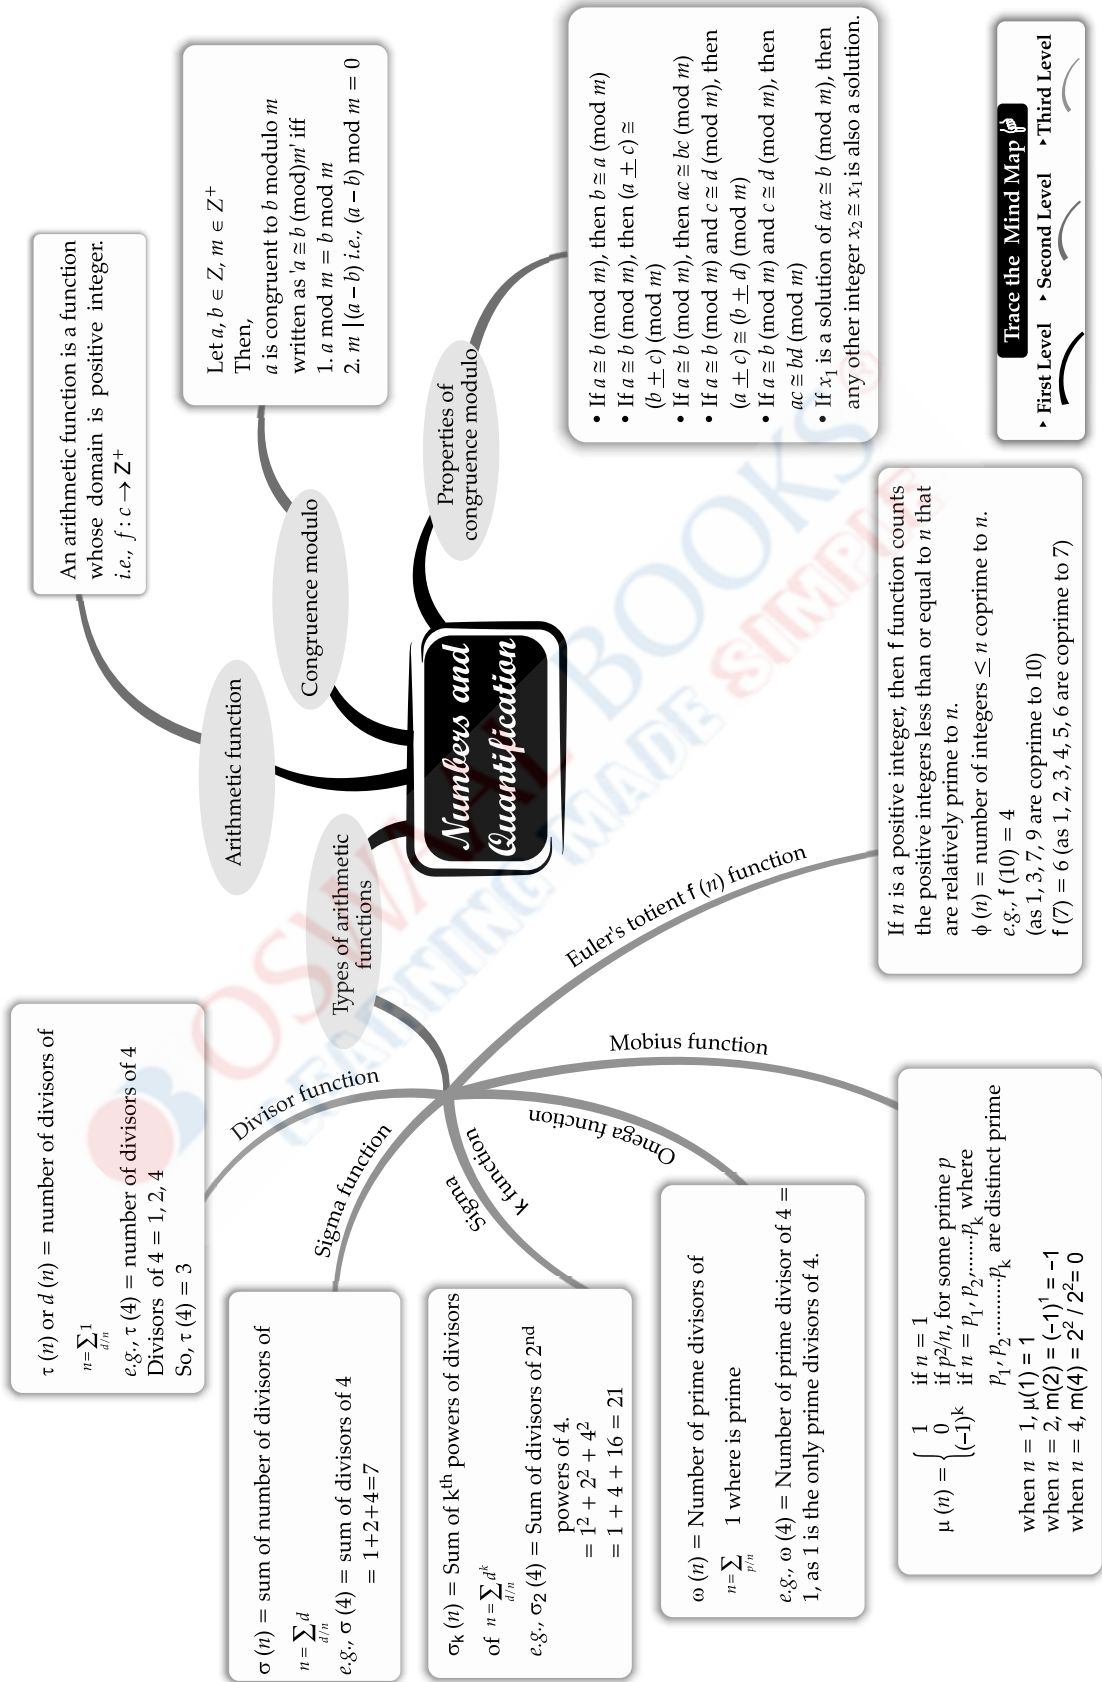 Numbers and
Quantification
Arithmetic function
An arithmetic function is a function
whose domain is positive integer.
i.e., f : c → Z⁺
Congruence modulo
Let a, b ∈ Z, m ∈ Z⁺
Then,
a is congruent to b modulo m
written as 'a ≅ b (mod)m' iff
1. a mod m = b mod m
2. m |(a – b) i.e., (a – b) mod m = 0
Properties of
congruence modulo
• If a ≅ b (mod m), then b ≅ a (mod m)
• If a ≅ b (mod m), then (a ± c) ≅
(b ± c) (mod m)
• If a ≅ b (mod m), then ac ≅ bc (mod m)
• If a ≅ b (mod m) and c ≅ d (mod m), then
(a ± c) ≅ (b ± d) (mod m)
• If a ≅ b (mod m) and c ≅ d (mod m), then
ac ≅ bd (mod m)
• If x₁ is a solution of ax ≅ b (mod m), then
any other integer x₂ ≅ x₁ is also a solution.
Trace the Mind Map
▸ First Level ▸ Second Level ▸ Third Level
Types of arithmetic
functions
Divisor function
τ (n) or d (n) = number of divisors of
n = ∑ 1
d/n
e.g., τ (4) = number of divisors of 4
Divisors of 4 = 1, 2, 4
So, τ (4) = 3
Sigma function
σ (n) = sum of number of divisors of
n = ∑ d
d/n
e.g., σ (4) = sum of divisors of 4
= 1+2+4=7
Sigma
k function
σk (n) = Sum of kth powers of divisors
of n = ∑ dᵏ
d/n
e.g., σ₂ (4) = Sum of divisors of 2nd
powers of 4.
= 1² + 2² + 4²
= 1 + 4 + 16 = 21
Omega function
ω (n) = Number of prime divisors of
n = ∑ 1 where is prime
p/n
e.g., ω (4) = Number of prime divisor of 4 =
1, as 1 is the only prime divisors of 4.
Mobius function
μ (n) = { 1 if n = 1
0 if p²/n, for some prime p
(–1)ᵏ if n = p₁, p₂,......pk where
p₁, p₂............pk are distinct prime
when n = 1, μ(1) = 1
when n = 2, m(2) = (–1)¹ = –1
when n = 4, m(4) = 2² / 2²= 0
Euler's totient f (n) function
If n is a positive integer, then f function counts
the positive integers less than or equal to n that
are relatively prime to n.
ϕ (n) = number of integers ≤ n coprime to n.
e.g., f (10) = 4
(as 1, 3, 7, 9 are coprime to 10)
f (7) = 6 (as 1, 2, 3, 4, 5, 6 are coprime to 7)
OSWAAL BOOKS®
LEARNING MADE SIMPLE